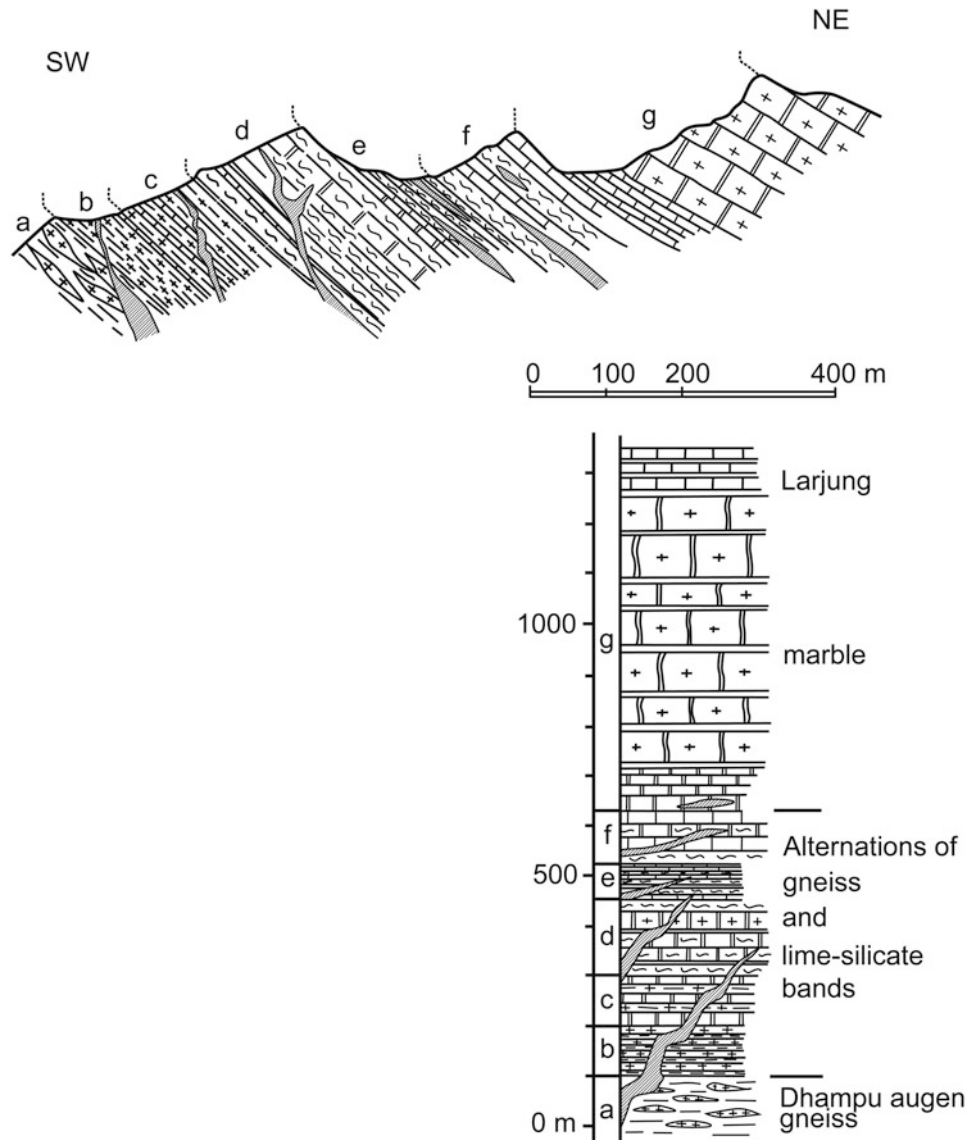 NE
SW
g
d
f
e
c
b
a
0 100 200 400 m
Larjung
1000
g
marble
f
Alternations of
500
e
gneiss
and
d
lime-silicate
bands
c
b
a
Dhampu augen
0 m
gneiss